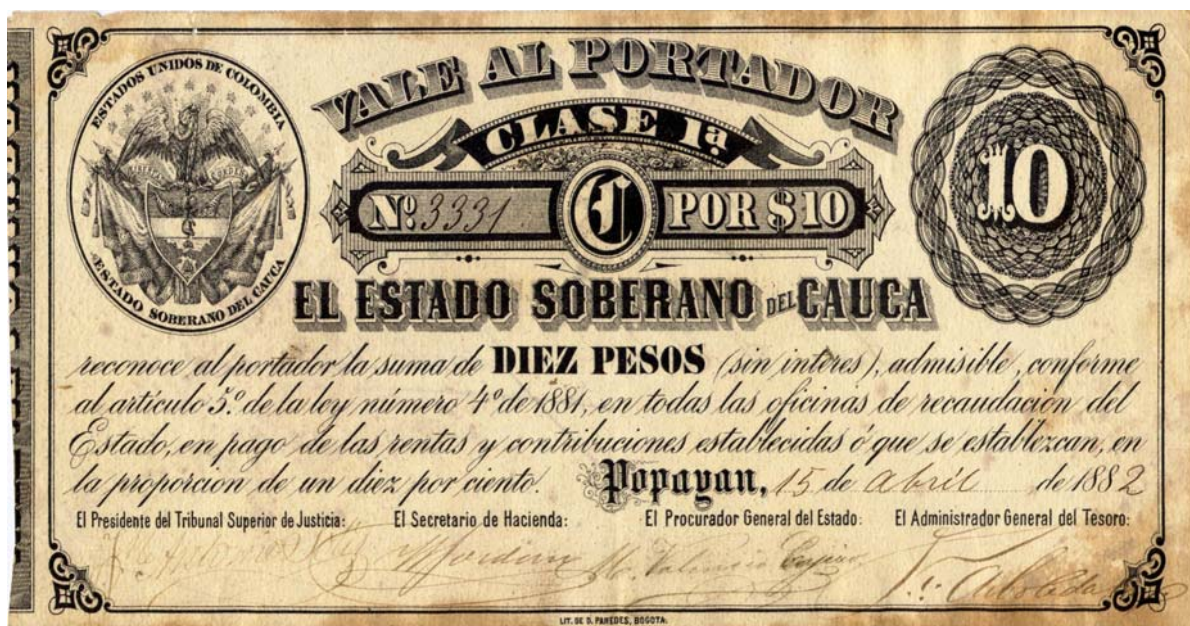 ESTADOS UNIDOS DE COLOMBIA
ESTADO SOBERANO DEL CAUCA
VALE AL PORTADOR
CLASE 1ª
Nº 3331 C POR $10
10
EL ESTADO SOBERANO DEL CAUCA
reconoce al portador la suma de DIEZ PESOS (sin interes), admisible, conforme
al artículo 5.º de la ley número 4º de 1881, en todas las oficinas de recaudacion del
Estado, en pago de las rentas y contribuciones establecidas ó que se establezcan, en
la proporcion de un diez por ciento. Popayan, 15 de abril de 1882
El Presidente del Tribunal Superior de Justicia: El Secretario de Hacienda: El Procurador General del Estado: El Administrador General del Tesoro:
LIT. DE D. PAREDES, BOGOTA.